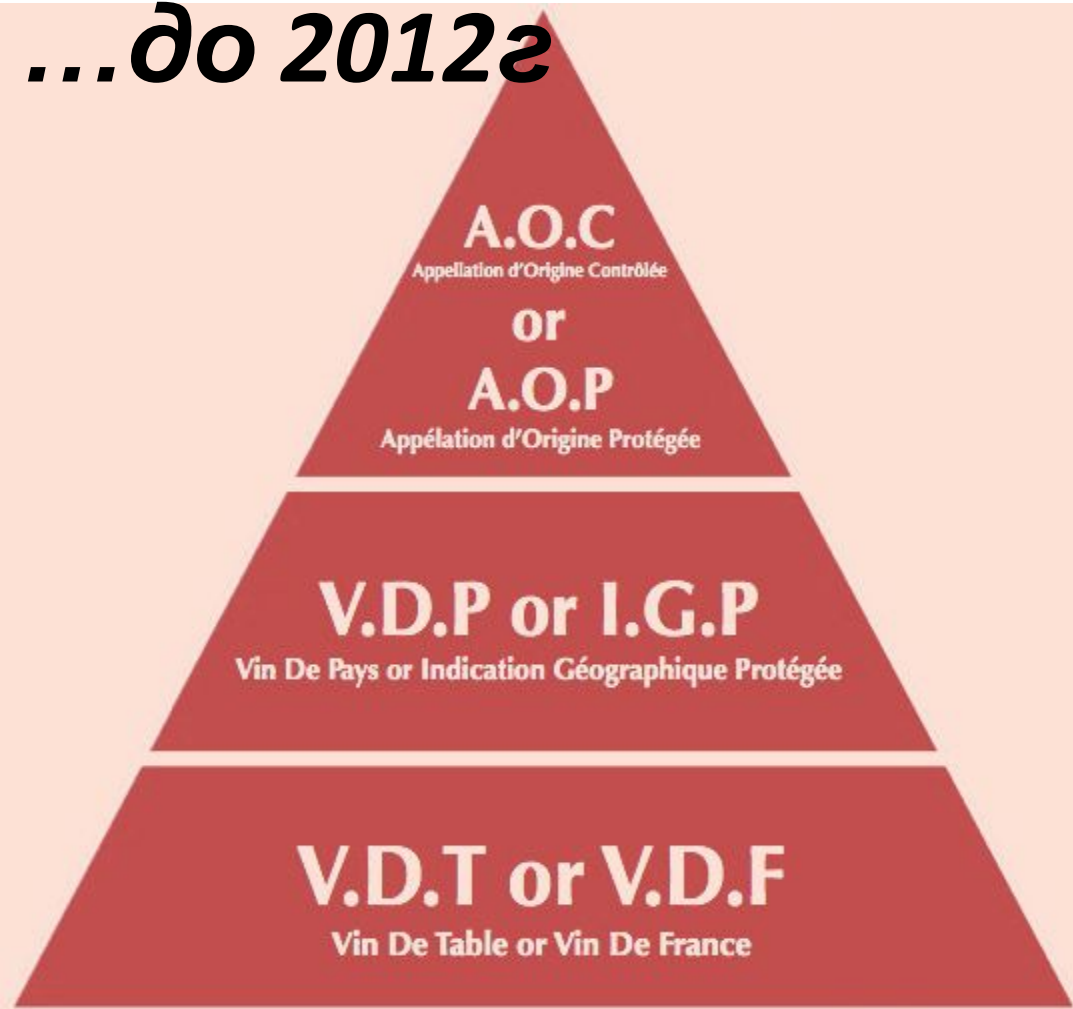 ...до 2012г
A.O.C
Appellation d'Origine Contrôlée
or
A.O.P
Appélation d'Origine Protégée
V.D.P or I.G.P
Vin De Pays or Indication Géographique Protégée
V.D.T or V.D.F
Vin De Table or Vin De France